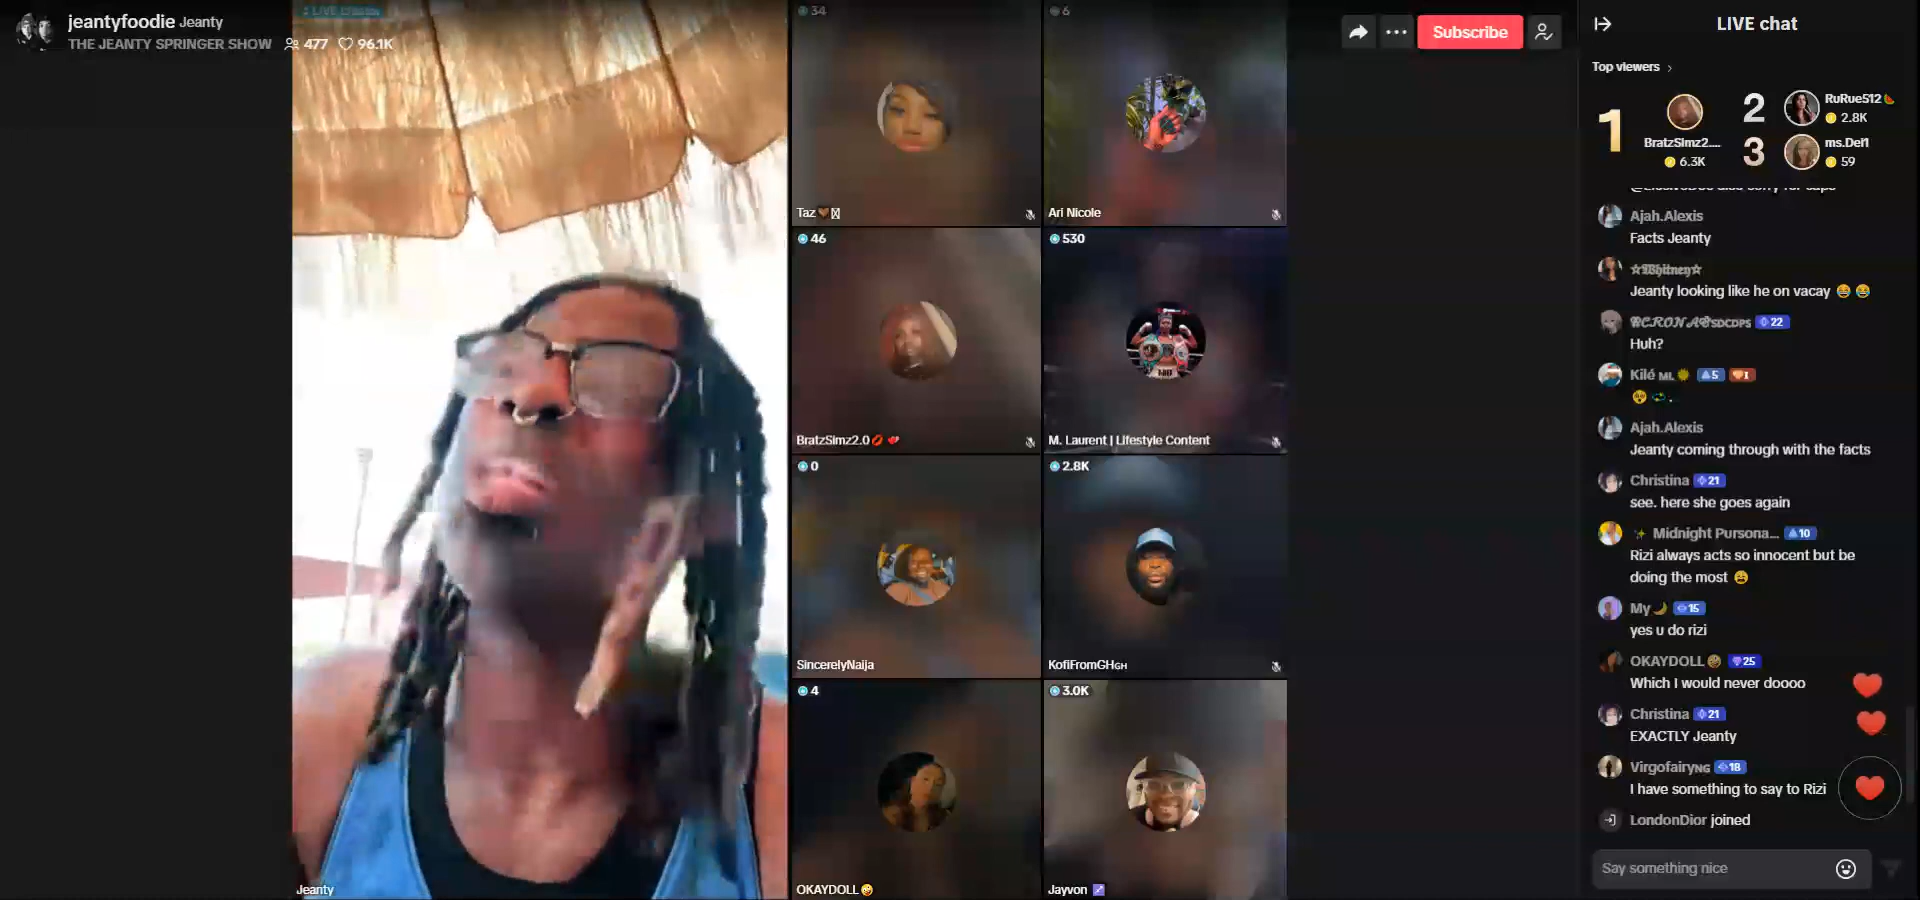 jeantyfoodie Jeanty
THE JEANTY SPRINGER SHOW 477 96.1K
34
6
Taz
Ari Nicole
46
530
BratzSimz2.0
M. Laurent | Lifestyle Content
0
2.8K
SincerelyNaija
KofiFromGHGH
4
3.0K
Jeanty
OKAYDOLL
Jayvon
Subscribe
LIVE chat
Top viewers
1
BratzSimz2....
6.3K
2
RuRue512
2.8K
3
ms.Del1
59
Ajah.Alexis
Facts Jeanty
☆𝖂𝖍𝖎𝖙𝖓𝖊𝖞☆
Jeanty looking like he on vacay 😂 😂
22
Huh?
Kilé ML 5 1
Ajah.Alexis
Jeanty coming through with the facts
Christina 21
see. here she goes again
Midnight Pursona... 10
Rizi always acts so innocent but be
doing the most 😩
My🌙 15
yes u do rizi
OKAYDOLL 25
Which I would never doooo
Christina 21
EXACTLY Jeanty
VirgofairyNG 18
I have something to say to Rizi
LondonDior joined
Say something nice